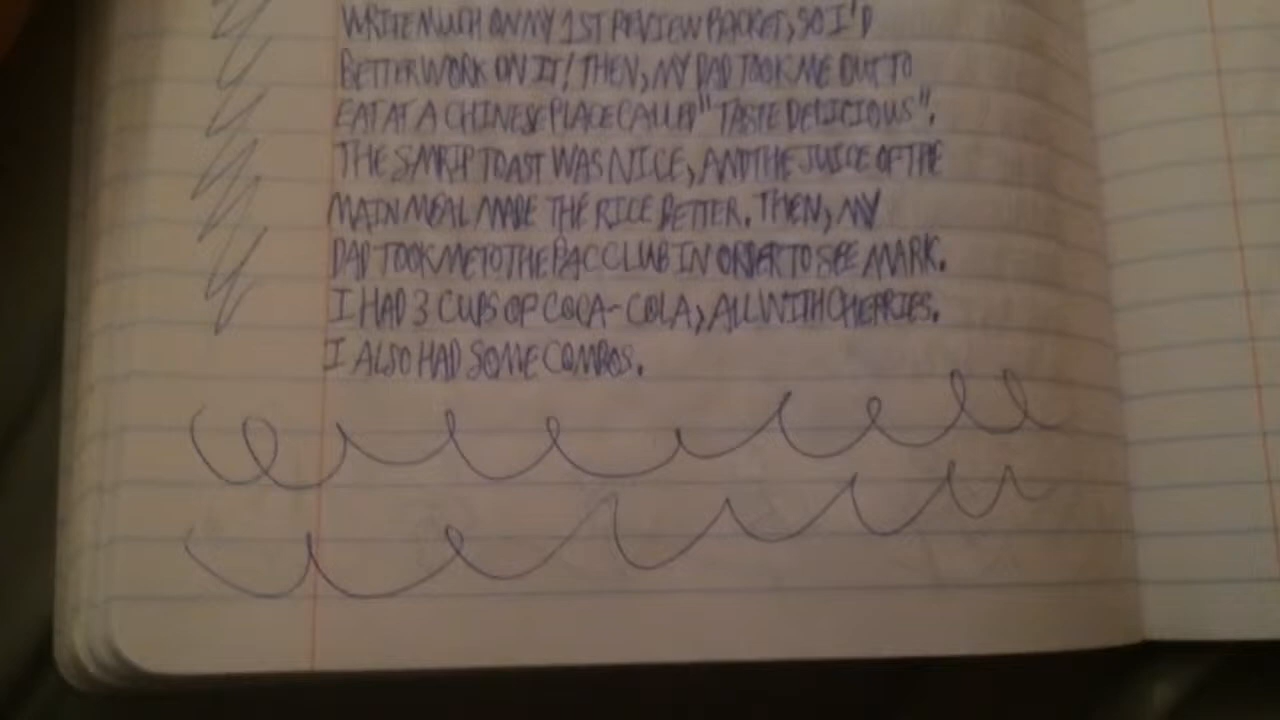 WRITE MUCH ON MY 1ST REVIEW PACKET, SO I'D
BETTER WORK ON IT! THEN, MY DAD TOOK ME OUT TO
EAT AT A CHINESE PLACE CALLED "TASTE DELICIOUS".
THE SMRIP TOAST WAS NICE, AND THE JUICE OF THE
MAIN MEAL MADE THE RICE BETTER. THEN, MY
DAD TOOK ME TO THE PAC CLUB IN ORDER TO SEE MARK.
I HAD 3 CUPS OF COCA-COLA, ALL WITH CHERRIES.
I ALSO HAD SOME COMBOS.